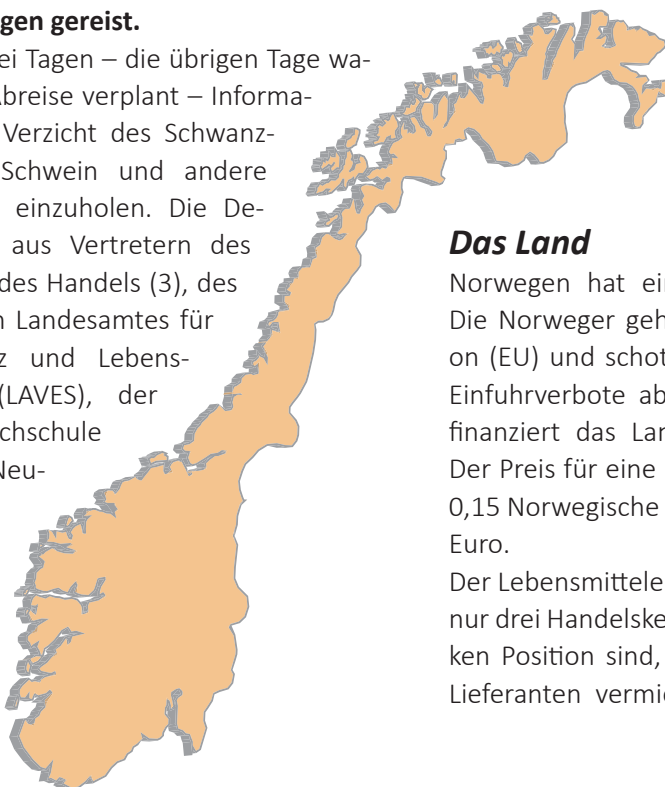 gen gereist.
ei Tagen – die übrigen Tage wa-
breise verplant – Informa-
Verzicht des Schwanz-
Schwein und andere
einzuholen. Die De-
aus Vertretern des
des Handels (3), des
n Landesamtes für
z und Lebens-
(LAVES), der
chschule
Neu-
Das Land
Norwegen hat ein
Die Norweger geh
on (EU) und schot
Einfuhrverbote ab
finanziert das Lan
Der Preis für eine
0,15 Norwegische
Euro.
Der Lebensmittele
nur drei Handelske
ken Position sind,
Lieferanten vermi